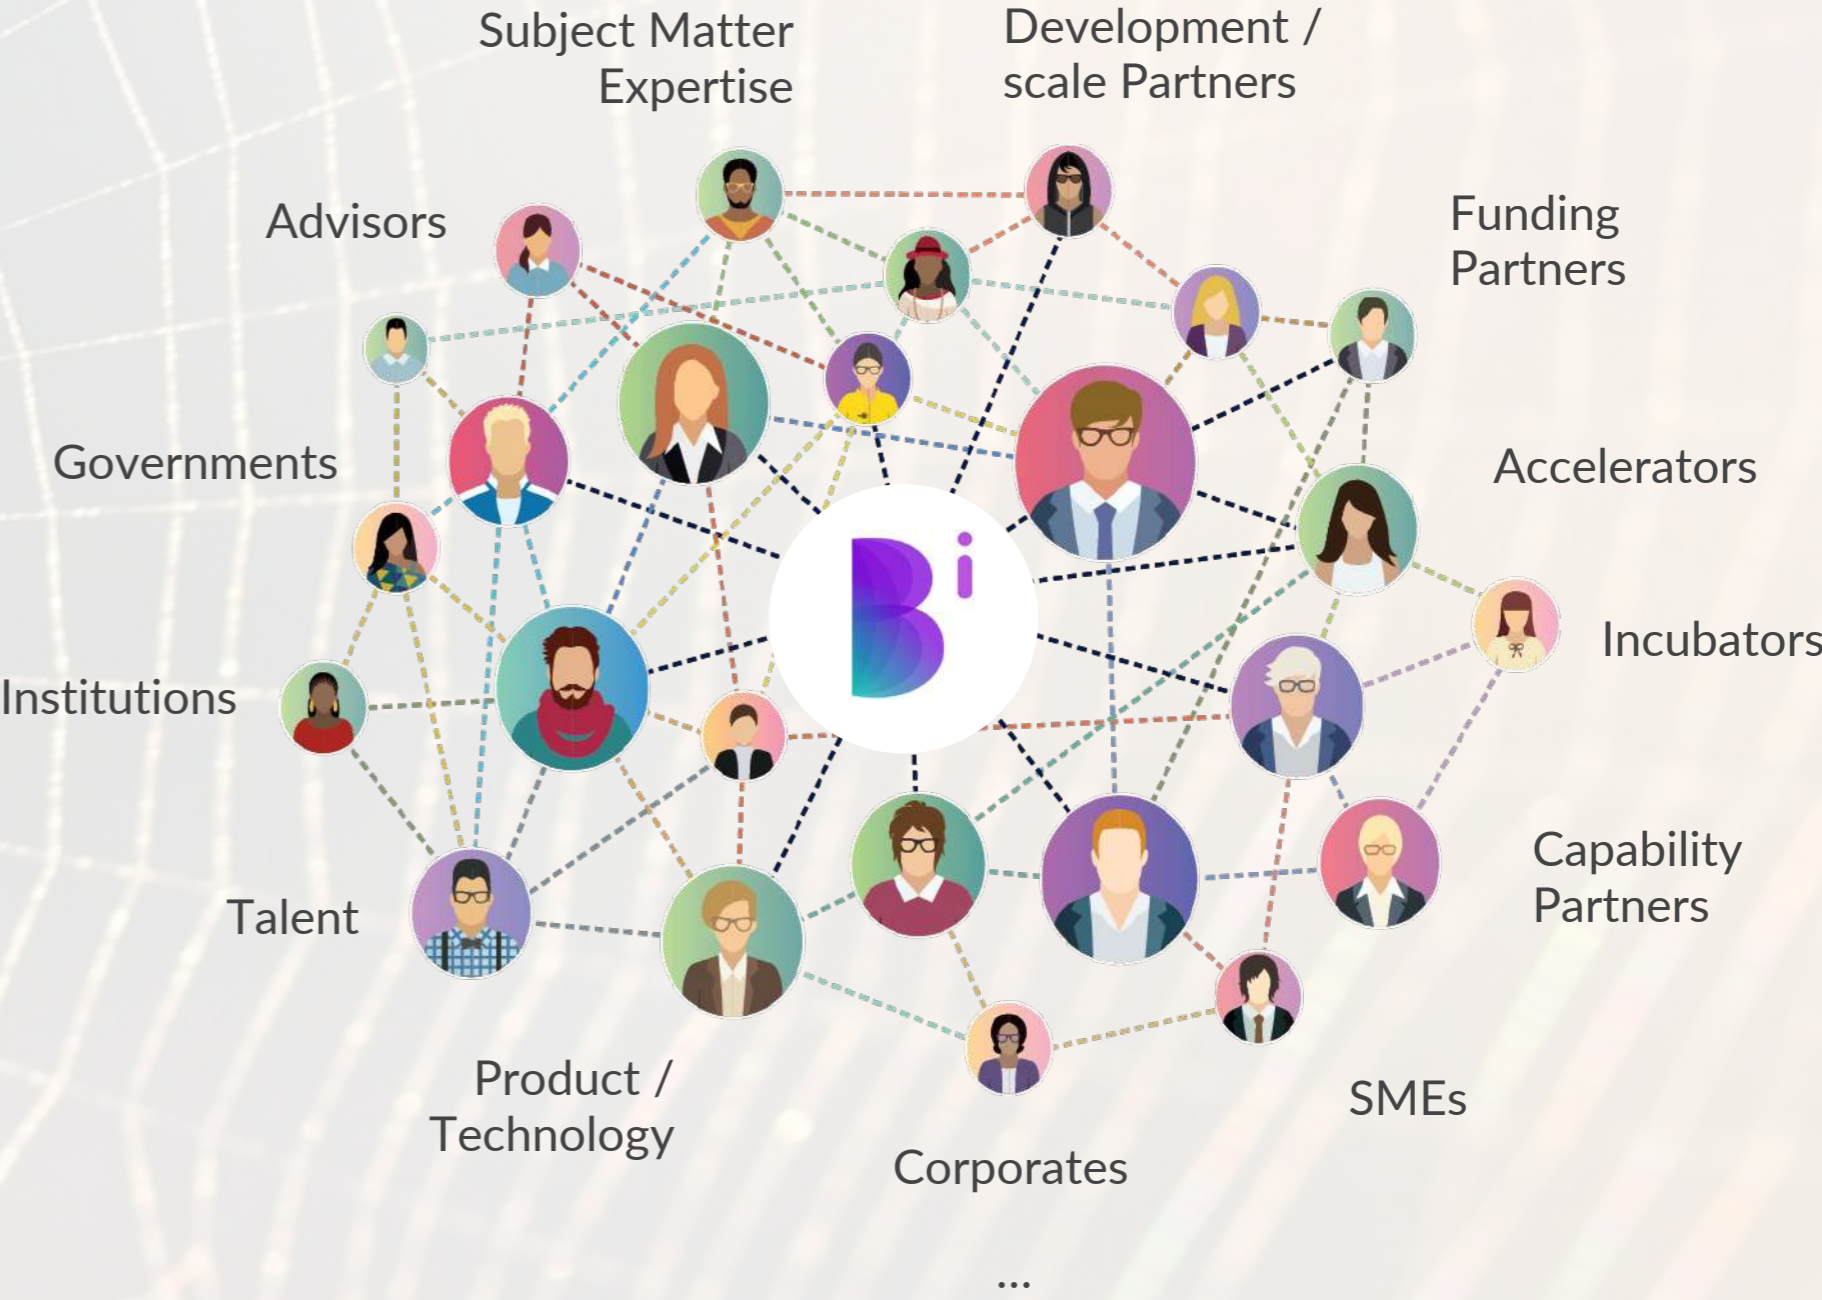 Subject Matter
Expertise
Development /
scale Partners
Advisors
Funding
Partners
Governments
Accelerators
Bi
Incubators
Institutions
Capability
Partners
Talent
Product /
Technology
SMEs
Corporates
...